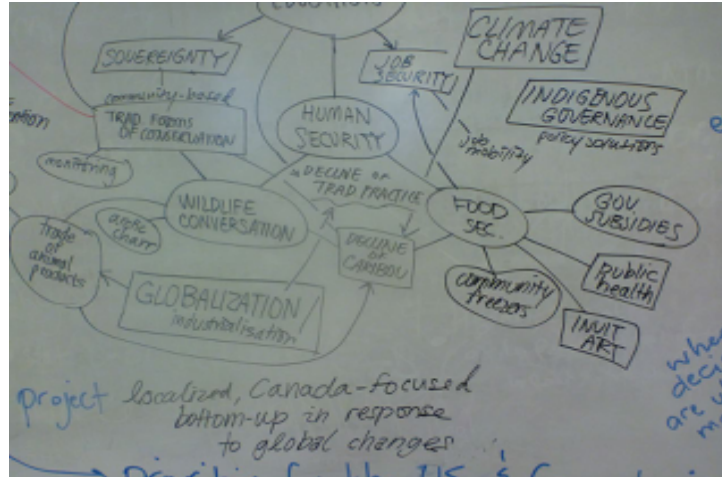 SOVEREIGNTY
JOB
SECURITY
CLIMATE
CHANGE
community-based
TRAD. FORMS
OF CONSERVATION
HUMAN
SECURITY
INDIGENOUS
GOVERNANCE
policy solutions
job
mobility
monitoring
DECLINE OF
TRAD PRACTICE
WILDLIFE
CONVERSATION
arctic
charr
FOOD
SEC.
GOV.
SUBSIDIES
trade
of
animal
products
DECLINE
OF
CARIBOU
public
health
community
freezers
GLOBALIZATION
industrialisation
INUIT
ART
project localized, Canada-focused
bottom-up in response
to global changes
are